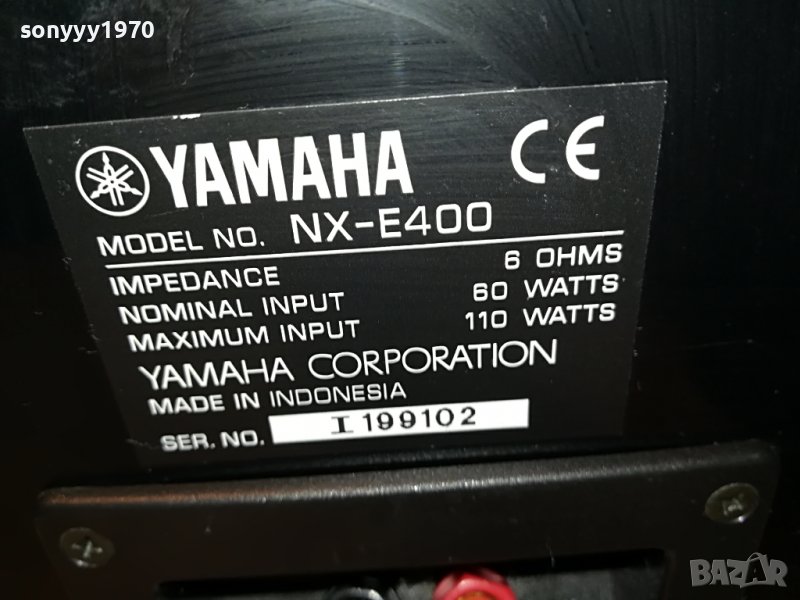 sonyyy1970
YAMAHA CE
MODEL NO. NX-E400
IMPEDANCE 6 OHMS
NOMINAL INPUT 60 WATTS
MAXIMUM INPUT 110 WATTS
YAMAHA CORPORATION
MADE IN INDONESIA
SER. NO. I 199102
BAZAR